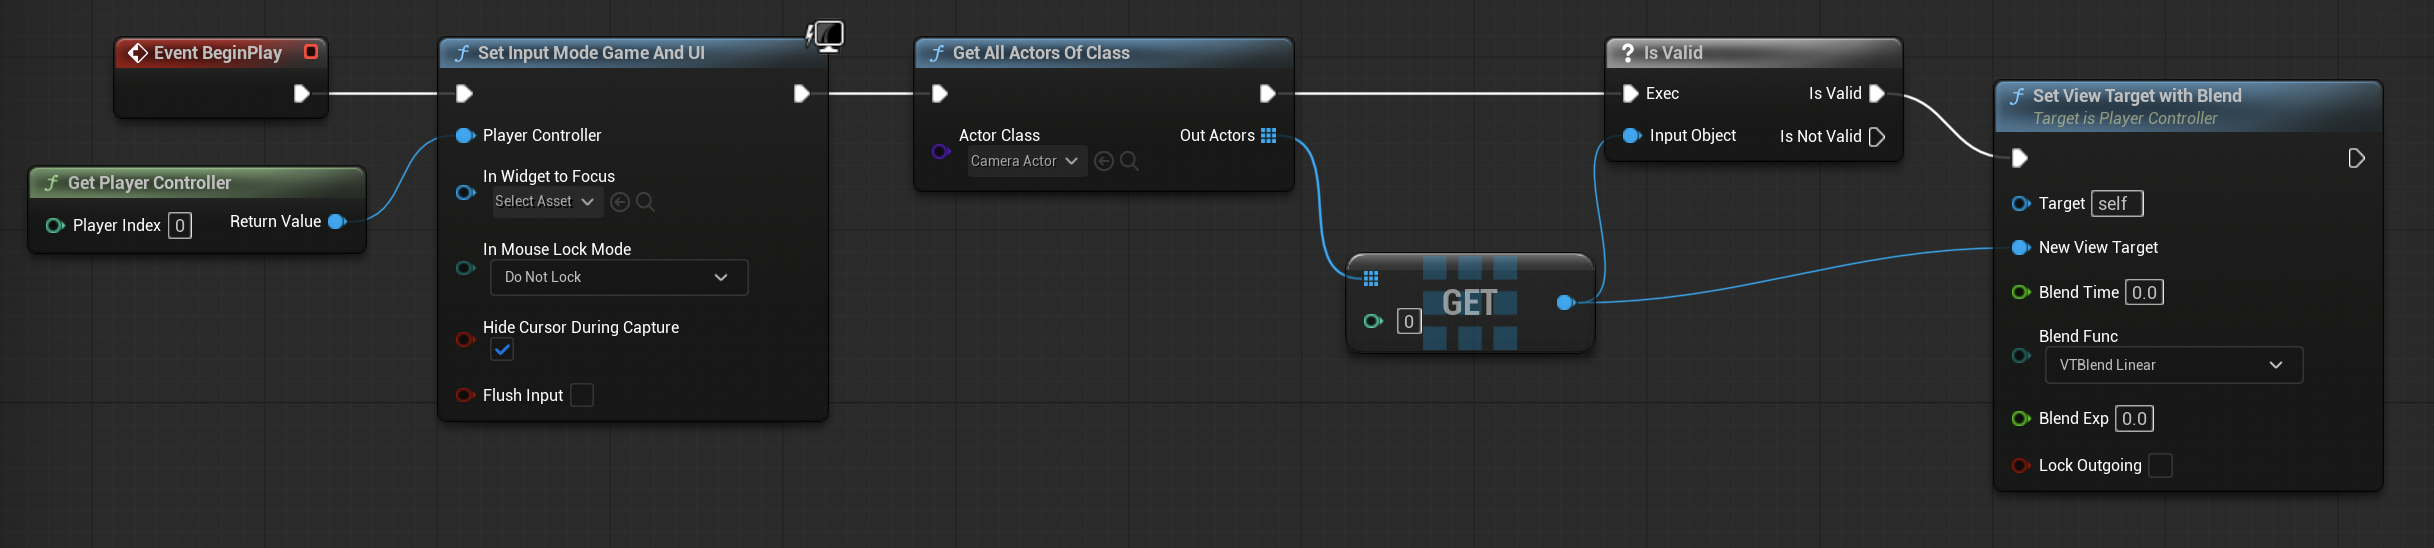 Event BeginPlay
Get Player Controller
Player Index 0
Return Value
Set Input Mode Game And UI
Player Controller
In Widget to Focus
Select Asset
In Mouse Lock Mode
Do Not Lock
Hide Cursor During Capture
Flush Input
Get All Actors Of Class
Actor Class
Camera Actor
Out Actors
GET
0
? Is Valid
Exec
Is Valid
Input Object
Is Not Valid
Set View Target with Blend
Target is Player Controller
Target self
New View Target
Blend Time 0.0
Blend Func
VTBlend Linear
Blend Exp 0.0
Lock Outgoing